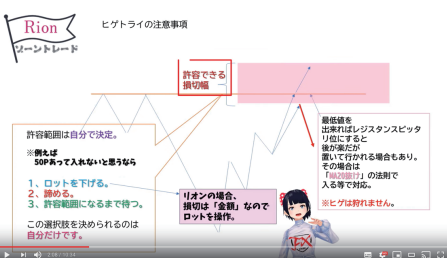 Rion
ゾーントレード
ヒゲトライの注意事項
許容できる
損切幅
許容範囲は自分で決定。
※例えば
50Pあって入れないと思うなら
1、ロットを下げる。
2、諦める。
3、許容範囲になるまで待つ。
この選択肢を決められるのは
自分だけです。
リオンの場合、
損切は「金額」なので
ロットを操作。
最低値を
出来ればレジスタンスピッタ
リ位にすると
後が楽だが
置いて行かれる場合もあり。
その場合は
「MA20抜け」の法則で
入る等で対応。
※ヒゲは狩れません。
2:08 / 10:14